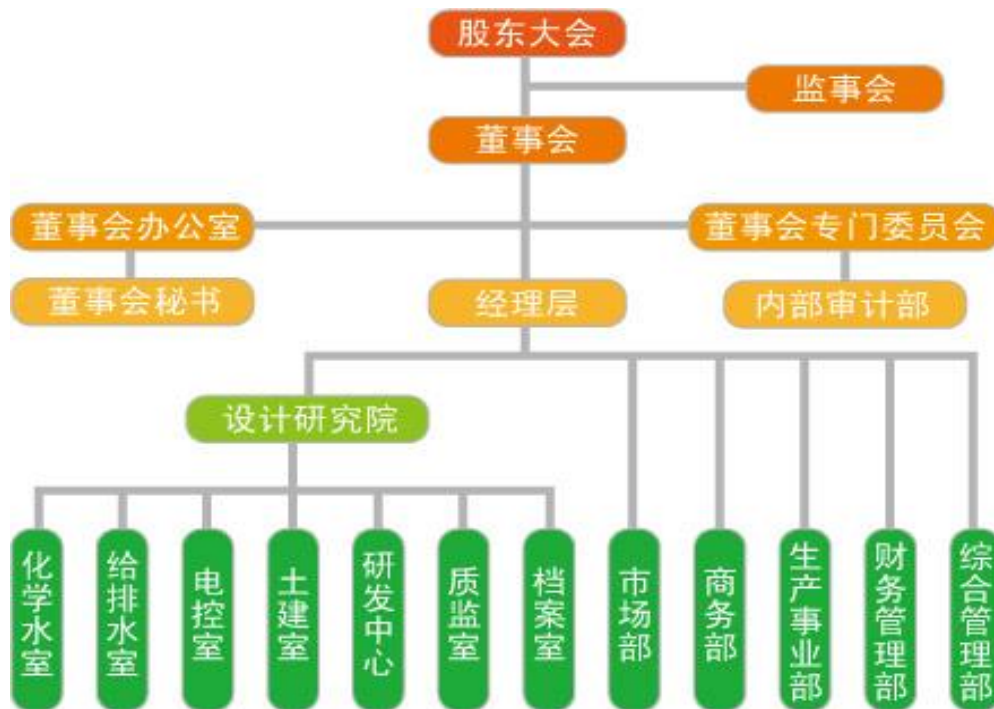 股东大会
监事会
董事会
董事会办公室
董事会专门委员会
董事会秘书
经理层
内部审计部
设计研究院
化学水室
给排水室
电控室
土建室
研发中心
质监室
档案室
市场部
商务部
生产事业部
财务管理部
综合管理部